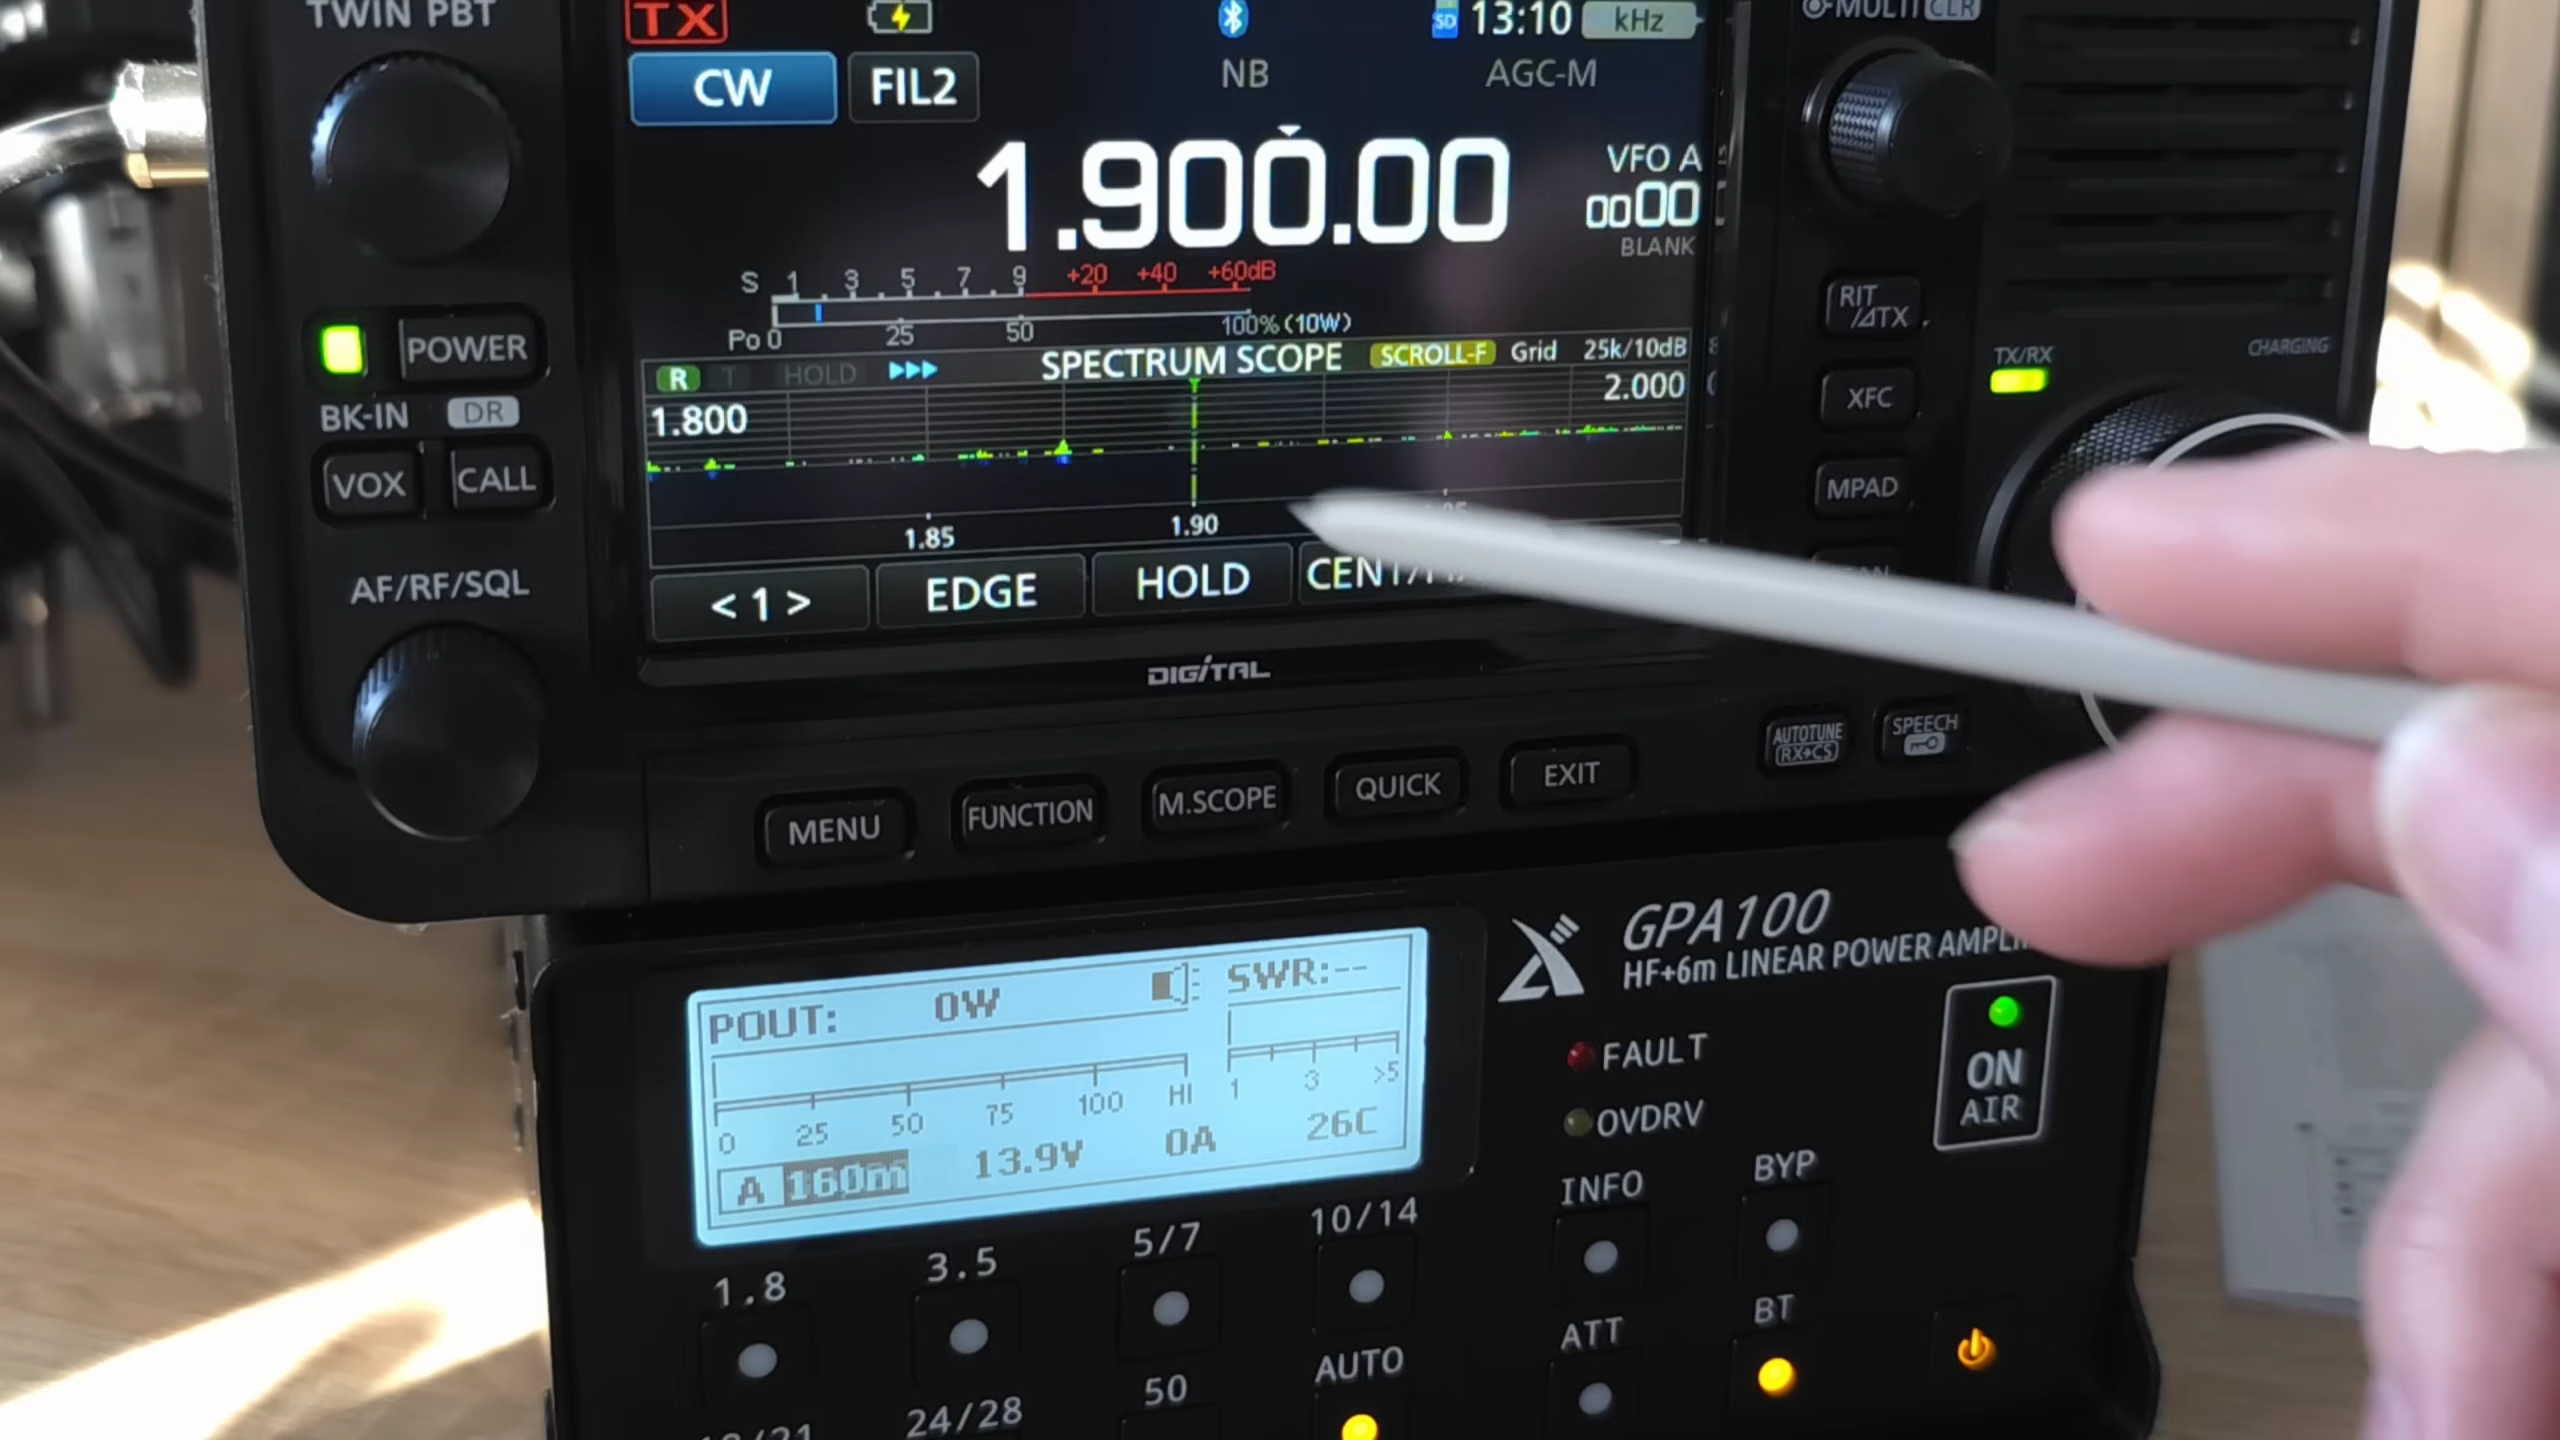 TWIN PBT
TX
SD 13:10 kHz
MULTI CLR
CW FIL2 NB AGC-M
1.900.00
VFO A
0000
BLANK
S 1 3 5 7 9 +20 +40 +60dB
Po 0 25 50 100% (10W)
R T HOLD SPECTRUM SCOPE SCROLL-F Grid 25k/10dB
1.800 2.000
1.85 1.90
< 1 > EDGE HOLD
POWER
BK-IN DR
VOX CALL
AF/RF/SQL
RIT
/⊿TX
TX/RX
CHARGING
XFC
MPAD
DIGITAL
MENU FUNCTION M.SCOPE QUICK EXIT
AUTOTUNE
RX→CS
SPEECH
GPA100
HF+6m LINEAR POWER
POUT: 0W SWR:--
0 25 50 75 100 HI 1 3 >5
A 160m 13.9V 0A 26C
FAULT
OVDRV
ON
AIR
INFO BYP
1.8 3.5 5/7 10/14
ATT BT
24/28 50 AUTO